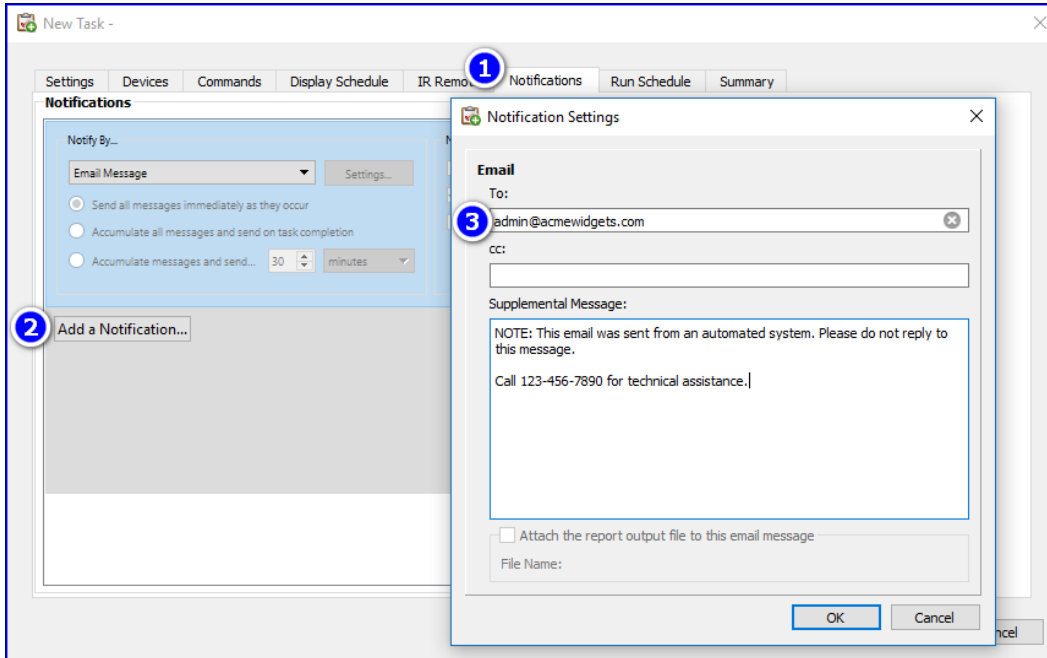 New Task -
1
Settings Devices Commands Display Schedule IR Notifications Run Schedule Summary
Notifications
Notify By...
Email Message
Settings...
Send all messages immediately as they occur
Accumulate all messages and send on task completion
Accumulate messages and send... 30 minutes
2
Add a Notification...
Notification Settings
Email
To:
3
admin@acmewidgets.com
cc:
Supplemental Message:
NOTE: This email was sent from an automated system. Please do not reply to
this message.
Call 123-456-7890 for technical assistance.
Attach the report output file to this email message
File Name:
OK Cancel